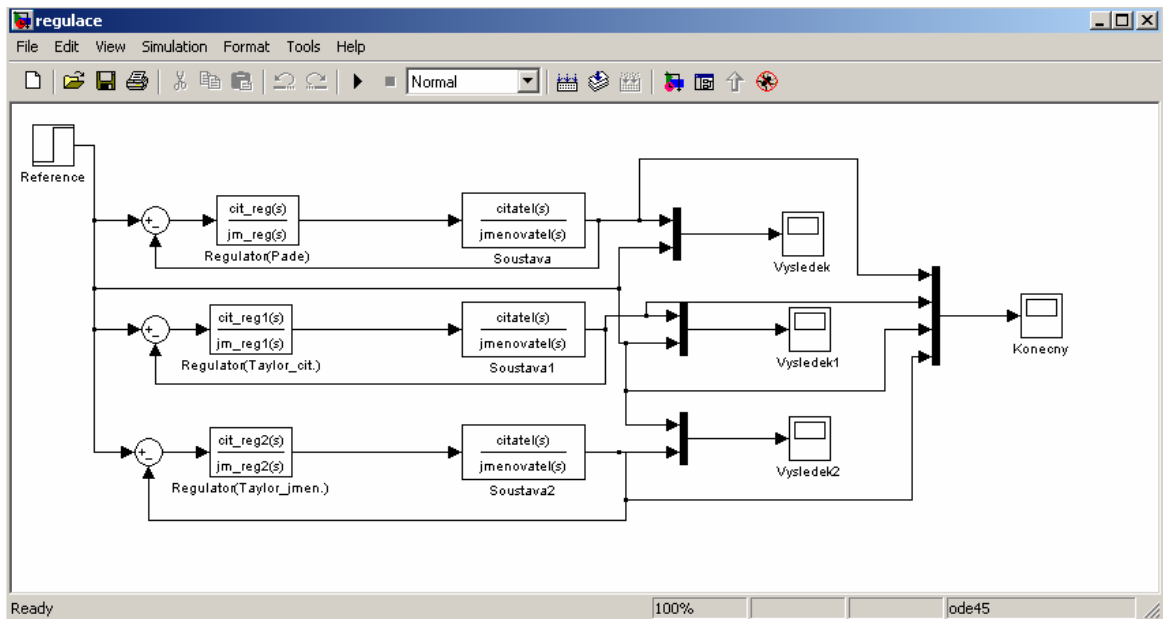 regulace
File Edit View Simulation Format Tools Help
Normal
Reference
+
-
cit_reg(s)
jm_reg(s)
Regulator(Pade)
citatel(s)
jmenovatel(s)
Soustava
Vysledek
+
-
cit_reg1(s)
jm_reg1(s)
Regulator(Taylor_cit.)
citatel(s)
jmenovatel(s)
Soustava1
Vysledek1
Konecny
+
-
cit_reg2(s)
jm_reg2(s)
Regulator(Taylor_jmen.)
citatel(s)
jmenovatel(s)
Soustava2
Vysledek2
Ready 100% ode45